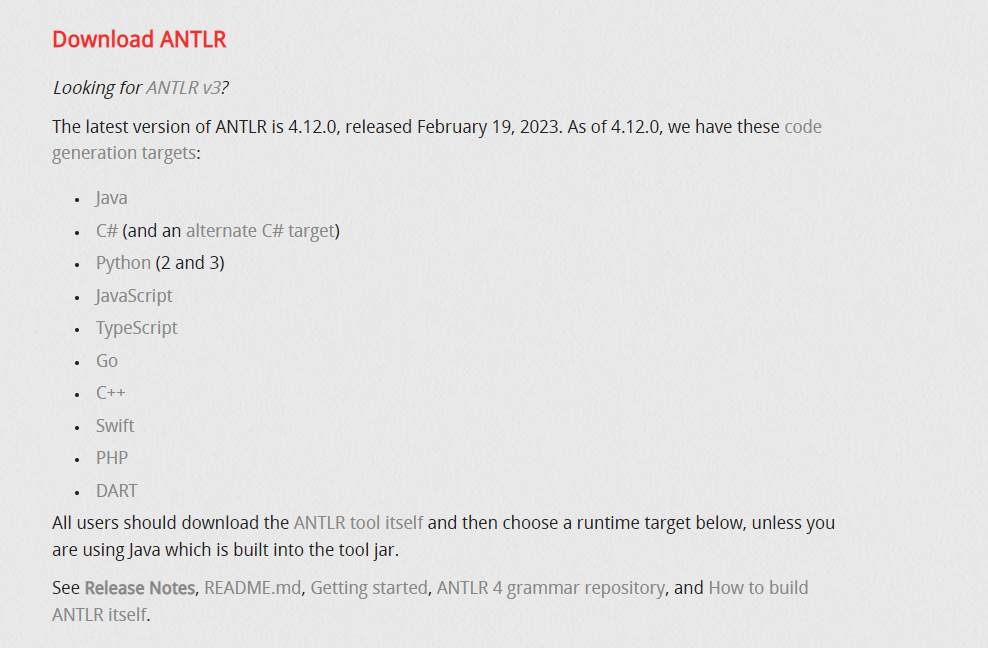 Download ANTLR
Looking for ANTLR v3?
The latest version of ANTLR is 4.12.0, released February 19, 2023. As of 4.12.0, we have these code
generation targets:
• Java
• C# (and an alternate C# target)
• Python (2 and 3)
• JavaScript
• TypeScript
• Go
• C++
• Swift
• PHP
• DART
All users should download the ANTLR tool itself and then choose a runtime target below, unless you
are using Java which is built into the tool jar.
See Release Notes, README.md, Getting started, ANTLR 4 grammar repository, and How to build
ANTLR itself.